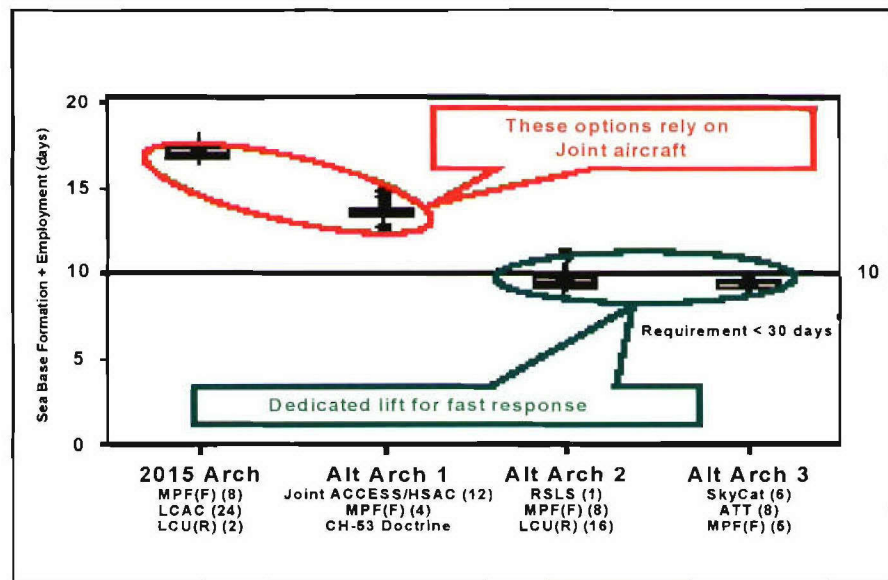 20
15
10
5
0
Sea Base Formation + Employment (days)
These options rely on
Joint aircraft
10
Requirement < 30 days
Dedicated lift for fast response
2015 Arch
MPF(F) (8)
LCAC (24)
LCU(R) (2)
Alt Arch 1
Joint ACCESS/HSAC (12)
MPF(F) (4)
CH-53 Doctrine
Alt Arch 2
RSLS (1)
MPF(F) (8)
LCU(R) (16)
Alt Arch 3
SkyCat (6)
ATT (8)
MPF(F) (5)